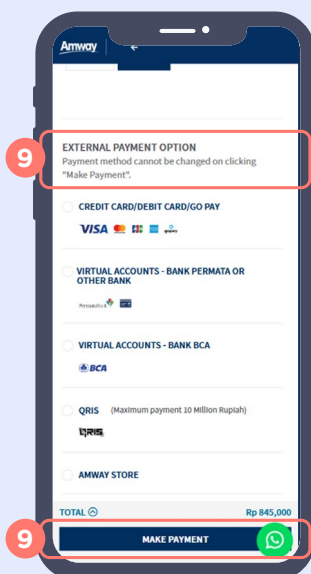 Amway
EXTERNAL PAYMENT OPTION
9
Payment method cannot be changed on clicking
"Make Payment".
CREDIT CARD/DEBIT CARD/GO PAY
VISA
VIRTUAL ACCOUNTS - BANK PERMATA OR
OTHER BANK
PermataBank
VIRTUAL ACCOUNTS - BANK BCA
BCA
QRIS (Maximum payment 10 Million Rupiah)
QRIS
AMWAY STORE
TOTAL Rp 845,000
9 MAKE PAYMENT